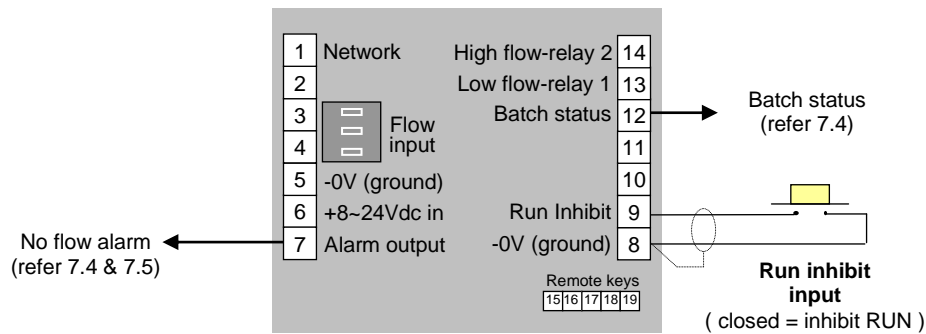 1 Network
2
3
4
Flow
input
5 -0V (ground)
6 +8~24Vdc in
7 Alarm output
No flow alarm
(refer 7.4 & 7.5)
High flow-relay 2 14
Low flow-relay 1 13
Batch status 12
11
10
Run Inhibit 9
-0V (ground) 8
Remote keys
15 16 17 18 19
Batch status
(refer 7.4)
Run inhibit
input
( closed = inhibit RUN )